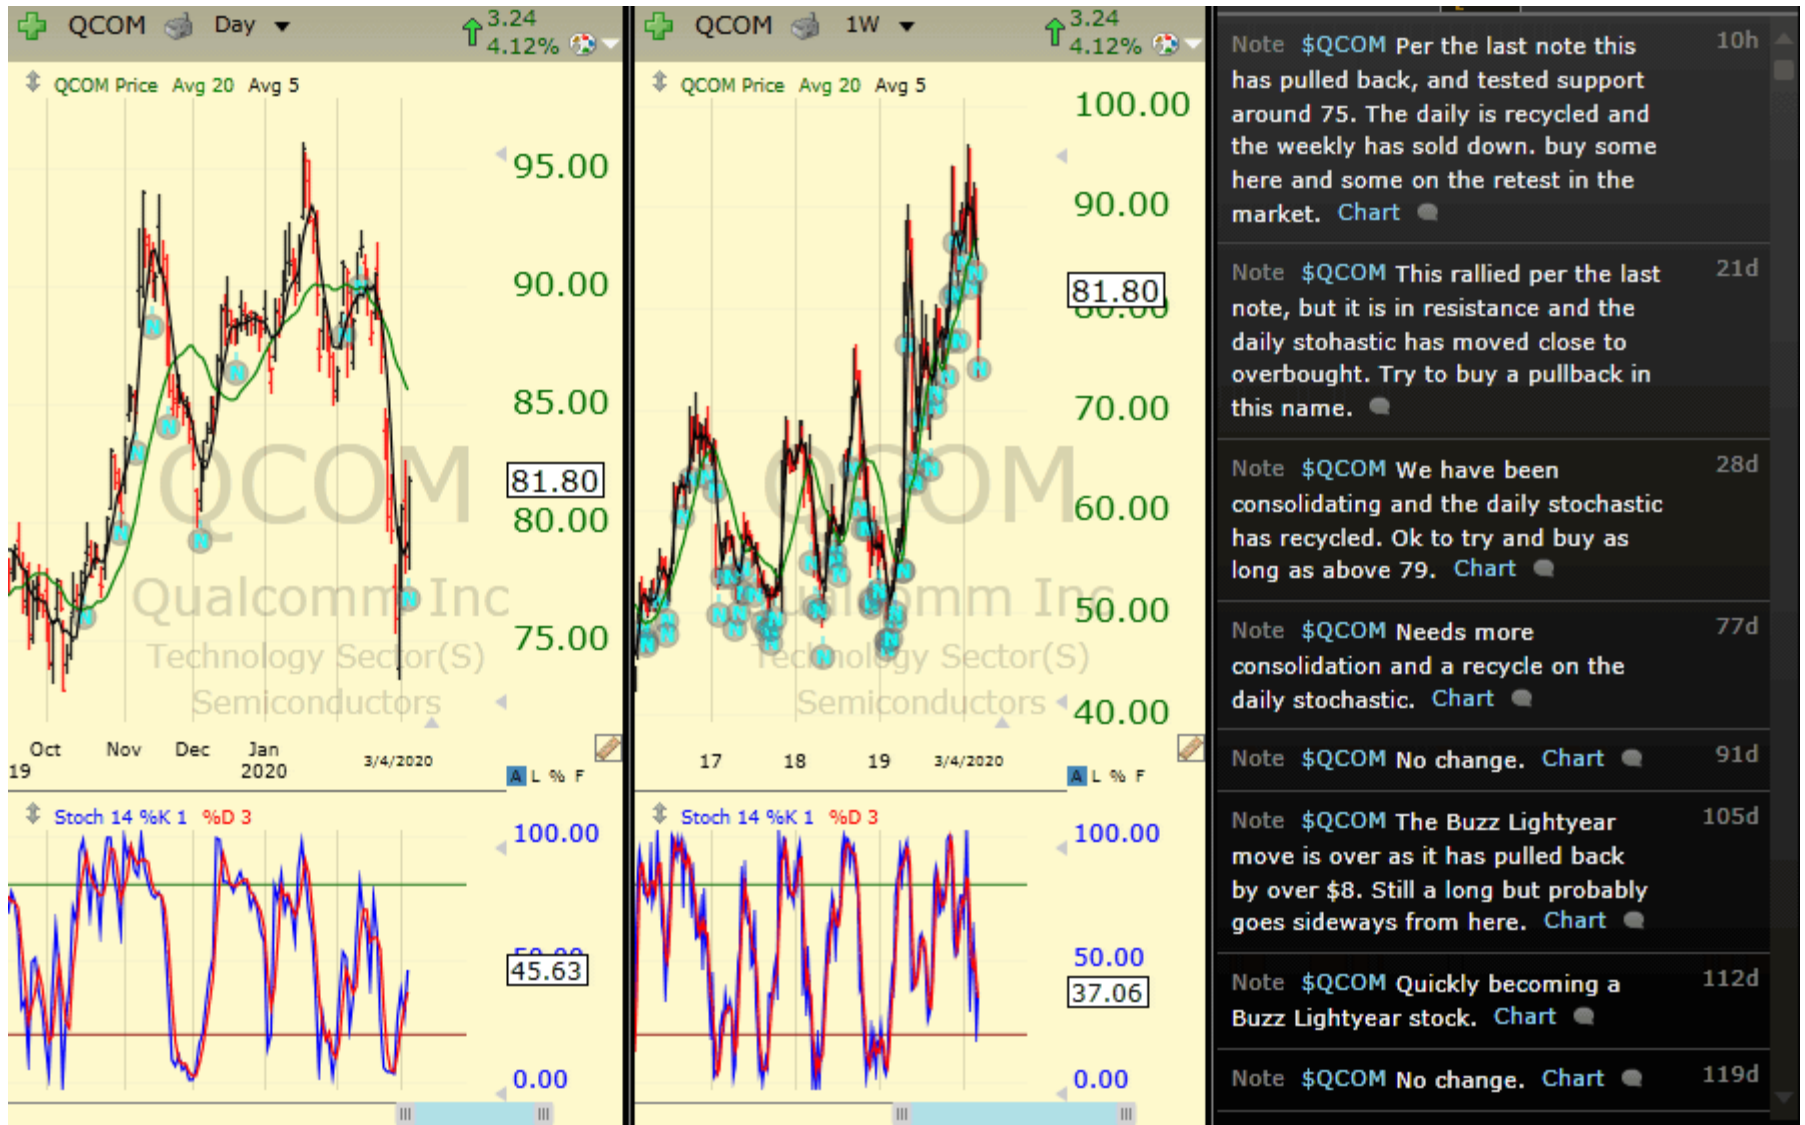 QCOM Day 3.24
4.12%
QCOM Price Avg 20 Avg 5
95.00
90.00
85.00
81.80
80.00
75.00
QCOM
Qualcomm Inc
Technology Sector(S)
Semiconductors
Oct Nov Dec Jan
19 2020 3/4/2020
A L % F
Stoch 14 %K 1 %D 3
100.00
50.00
45.63
0.00
QCOM 1W 3.24
4.12%
QCOM Price Avg 20 Avg 5
100.00
90.00
81.80
80.00
70.00
60.00
50.00
40.00
QCOM
Qualcomm Inc
Technology Sector(S)
Semiconductors
17 18 19 3/4/2020
A L % F
Stoch 14 %K 1 %D 3
100.00
50.00
37.06
0.00
Note $QCOM Per the last note this 10h
has pulled back, and tested support
around 75. The daily is recycled and
the weekly has sold down. buy some
here and some on the retest in the
market. Chart
Note $QCOM This rallied per the last 21d
note, but it is in resistance and the
daily stohastic has moved close to
overbought. Try to buy a pullback in
this name.
Note $QCOM We have been 28d
consolidating and the daily stochastic
has recycled. Ok to try and buy as
long as above 79. Chart
Note $QCOM Needs more 77d
consolidation and a recycle on the
daily stochastic. Chart
Note $QCOM No change. Chart 91d
Note $QCOM The Buzz Lightyear 105d
move is over as it has pulled back
by over $8. Still a long but probably
goes sideways from here. Chart
Note $QCOM Quickly becoming a 112d
Buzz Lightyear stock. Chart
Note $QCOM No change. Chart 119d